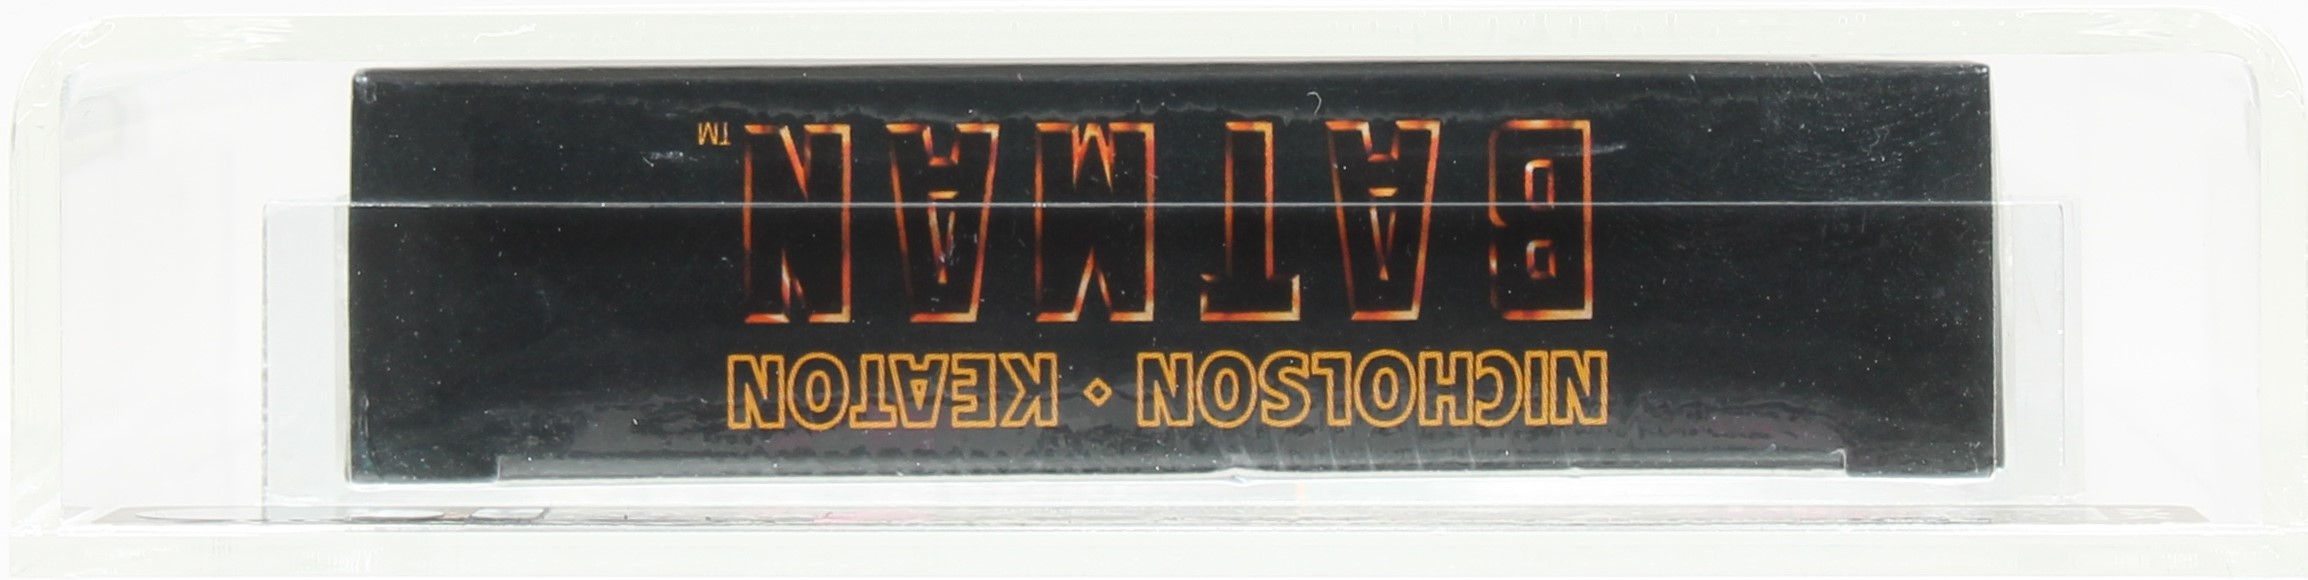 NICHOLSON ⋄ KEATON
BATMAN™